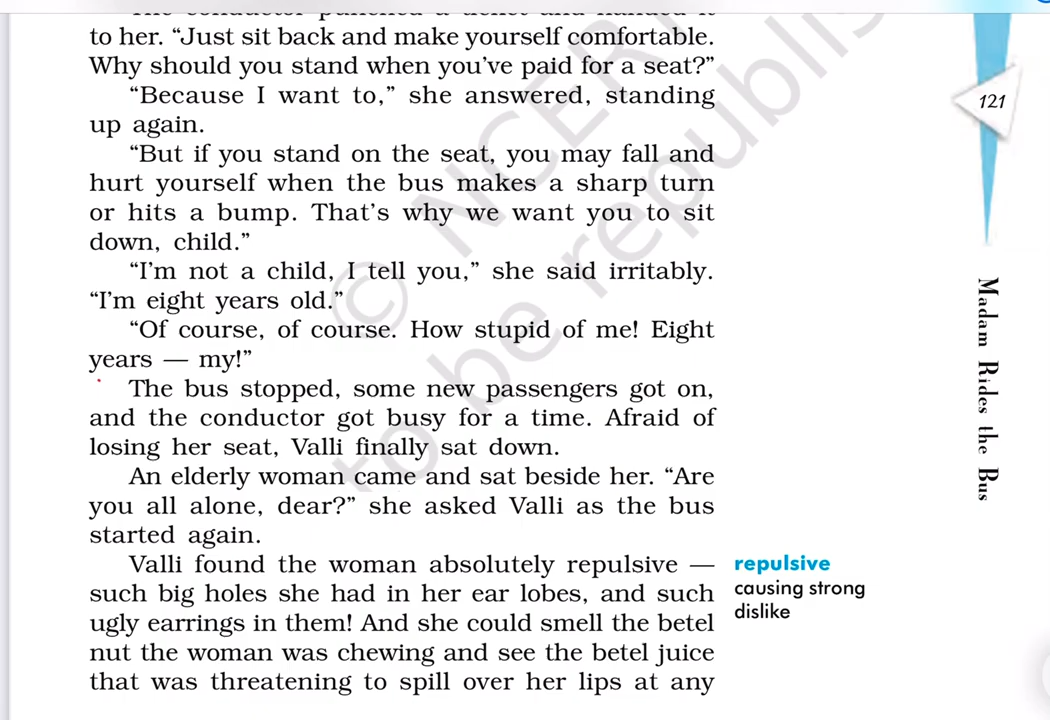 to her. “Just sit back and make yourself comfortable.
Why should you stand when you’ve paid for a seat?”
“Because I want to,” she answered, standing
up again.
“But if you stand on the seat, you may fall and
hurt yourself when the bus makes a sharp turn
or hits a bump. That’s why we want you to sit
down, child.”
“I’m not a child, I tell you,” she said irritably.
“I’m eight years old.”
“Of course, of course. How stupid of me! Eight
years — my!”
The bus stopped, some new passengers got on,
and the conductor got busy for a time. Afraid of
losing her seat, Valli finally sat down.
An elderly woman came and sat beside her. “Are
you all alone, dear?” she asked Valli as the bus
started again.
Valli found the woman absolutely repulsive —
such big holes she had in her ear lobes, and such
ugly earrings in them! And she could smell the betel
nut the woman was chewing and see the betel juice
that was threatening to spill over her lips at any
repulsive
causing strong
dislike
121
Madam Rides the Bus
© NCERT
to be republis